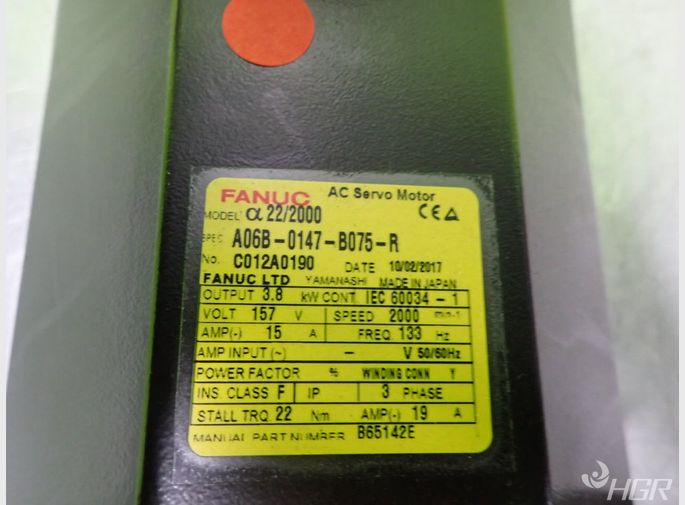 FANUC AC Servo Motor
MODEL α 22/2000 CE
SPEC. A06B-0147-B075-R
No. C012A0190 DATE 10/02/2017
FANUC LTD YAMANASHI MADE IN JAPAN
OUTPUT 3.8 kW CONT. IEC 60034-1
VOLT 157 V SPEED 2000 min-1
AMP(~) 15 A FREQ. 133 Hz
AMP INPUT (~) - V 50/60Hz
POWER FACTOR % WINDING CONN Y
INS. CLASS F IP 3 PHASE
STALL TRQ. 22 Nm AMP(~) 19 A
MANUAL PART NUMBER B65142E
HGR